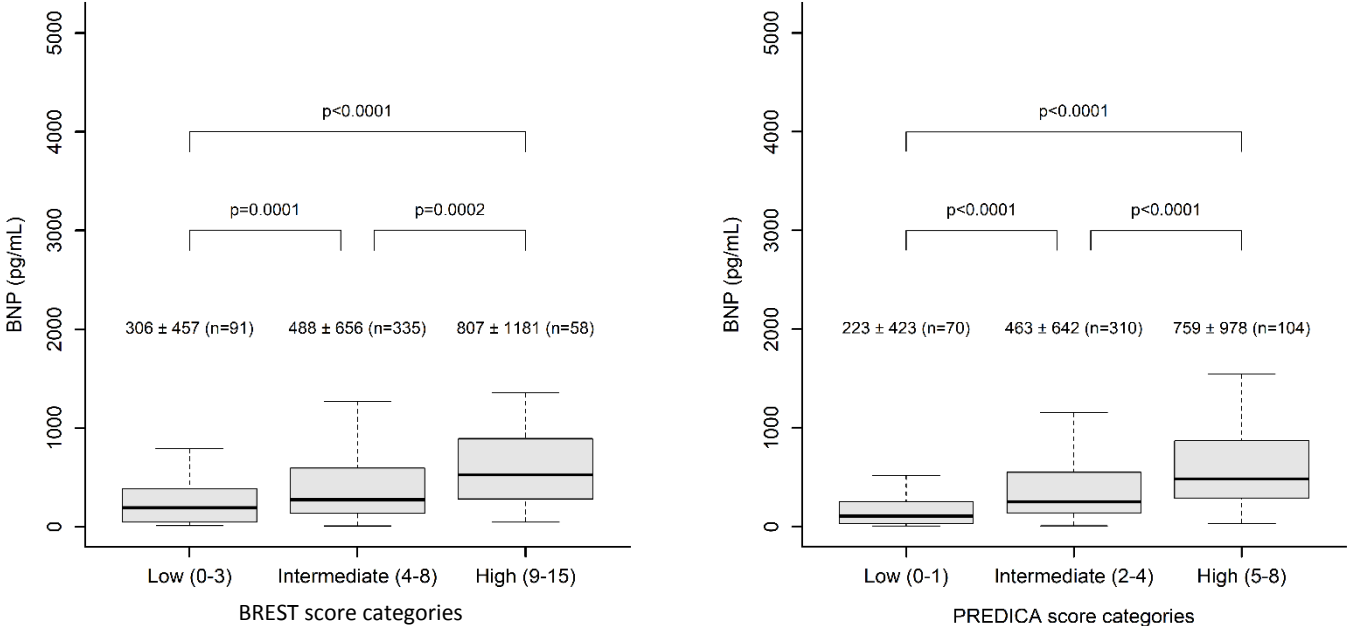 BNP (pg/mL)
5000
4000
3000
2000
1000
0
p<0.0001
p=0.0001
p=0.0002
306 ± 457 (n=91)
488 ± 656 (n=335)
807 ± 1181 (n=58)
Low (0-3)
Intermediate (4-8)
High (9-15)
BREST score categories
BNP (pg/mL)
5000
4000
3000
2000
1000
0
p<0.0001
p<0.0001
p<0.0001
223 ± 423 (n=70)
463 ± 642 (n=310)
759 ± 978 (n=104)
Low (0-1)
Intermediate (2-4)
High (5-8)
PREDICA score categories